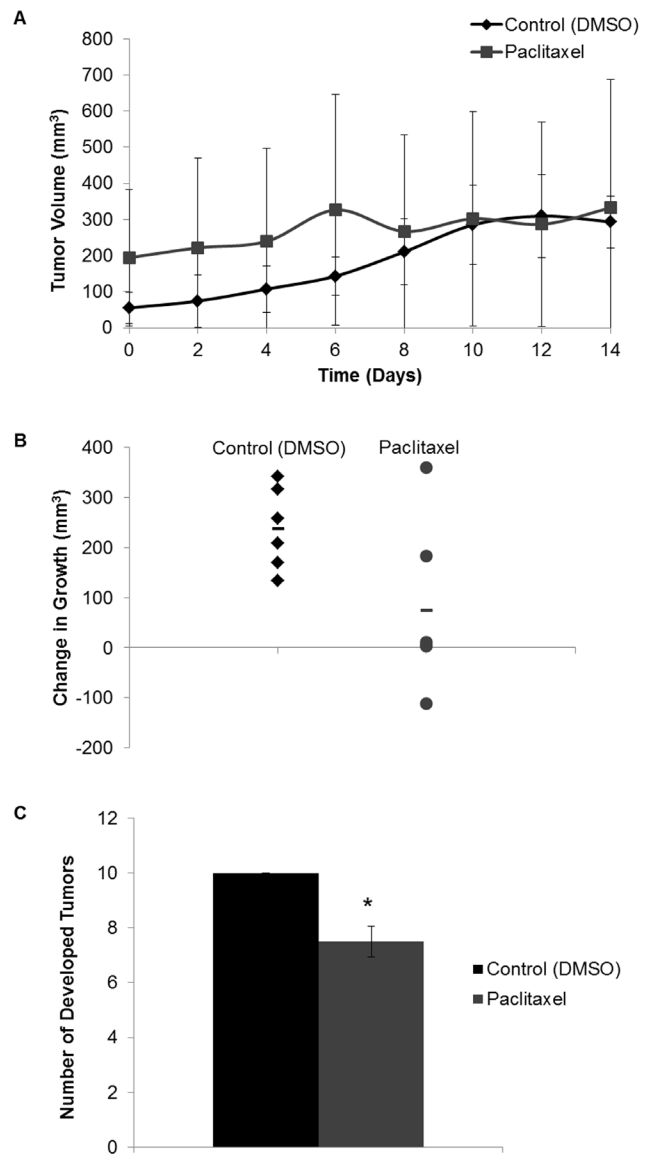 A
Control (DMSO)
Paclitaxel
800
700
600
500
400
300
200
100
0
Tumor Volume (mm³)
0 2 4 6 8 10 12 14
Time (Days)
B
Control (DMSO) Paclitaxel
400
300
200
100
0
-100
-200
Change in Growth (mm³)
C
12
10
8
6
4
2
0
Number of Developed Tumors
*
Control (DMSO)
Paclitaxel